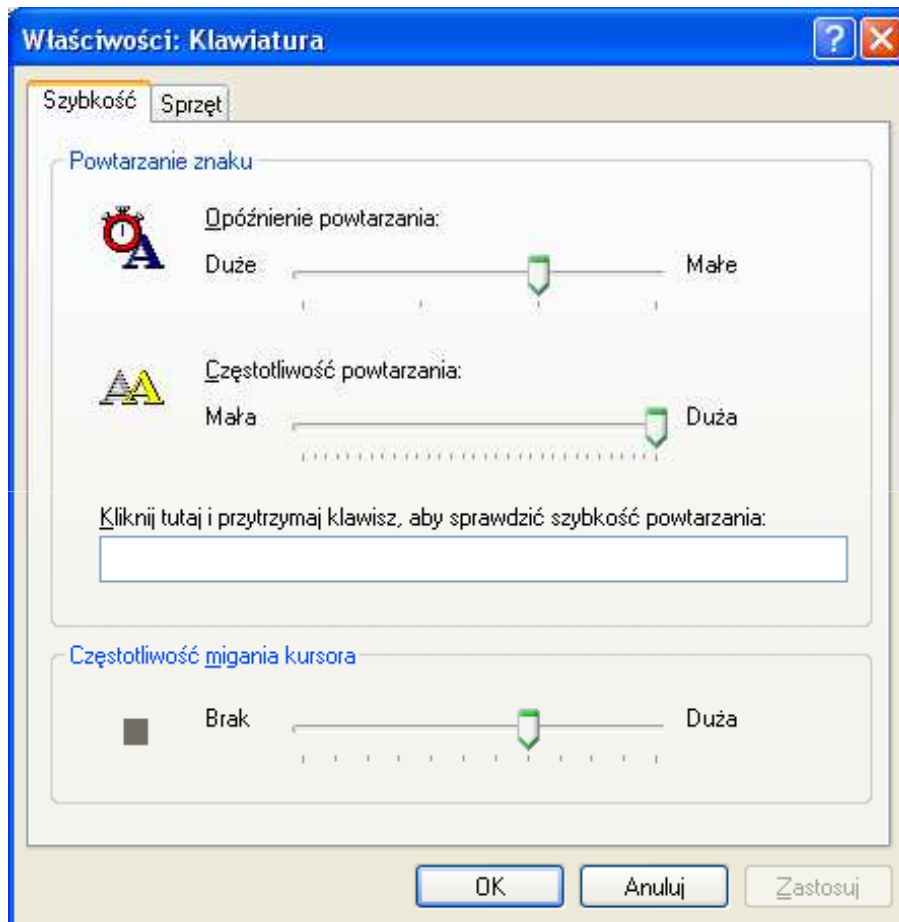 Właściwości: Klawiatura
Szybkość Sprzęt
Powtarzanie znaku
Opóźnienie powtarzania:
Duże Małe
Częstotliwość powtarzania:
Mała Duża
Kliknij tutaj i przytrzymaj klawisz, aby sprawdzić szybkość powtarzania:
Częstotliwość migania kursora
Brak Duża
OK Anuluj Zastosuj